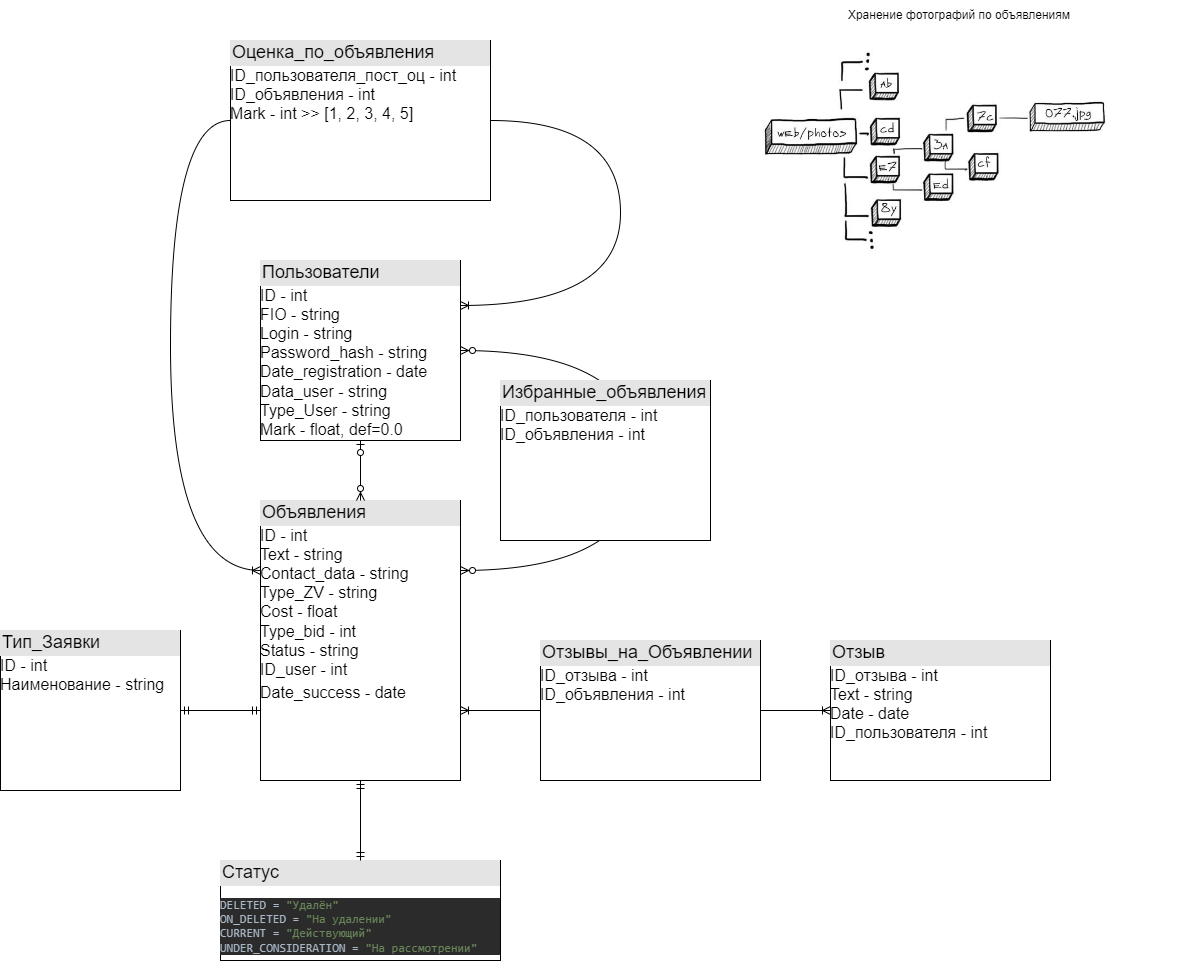 Хранение фотографий по объявлениям
Оценка_по_объявления
ID_пользователя_пост_оц - int
ID_объявления - int
Mark - int >> [1, 2, 3, 4, 5]
Ab
cd
web/photos
E7
8y
3A
Ed
7c
cf
077.jpg
Пользователи
ID - int
FIO - string
Login - string
Password_hash - string
Date_registration - date
Data_user - string
Type_User - string
Mark - float, def=0.0
Избранные_объявления
ID_пользователя - int
ID_объявления - int
Объявления
ID - int
Text - string
Contact_data - string
Type_ZV - string
Cost - float
Type_bid - int
Status - string
ID_user - int
Date_success - date
Тип_Заявки
ID - int
Наименование - string
Отзывы_на_Объявлении
ID_отзыва - int
ID_объявления - int
Отзыв
ID_отзыва - int
Text - string
Date - date
ID_пользователя - int
Статус
DELETED = "Удалён"
ON_DELETED = "На удалении"
CURRENT = "Действующий"
UNDER_CONSIDERATION = "На рассмотрении"